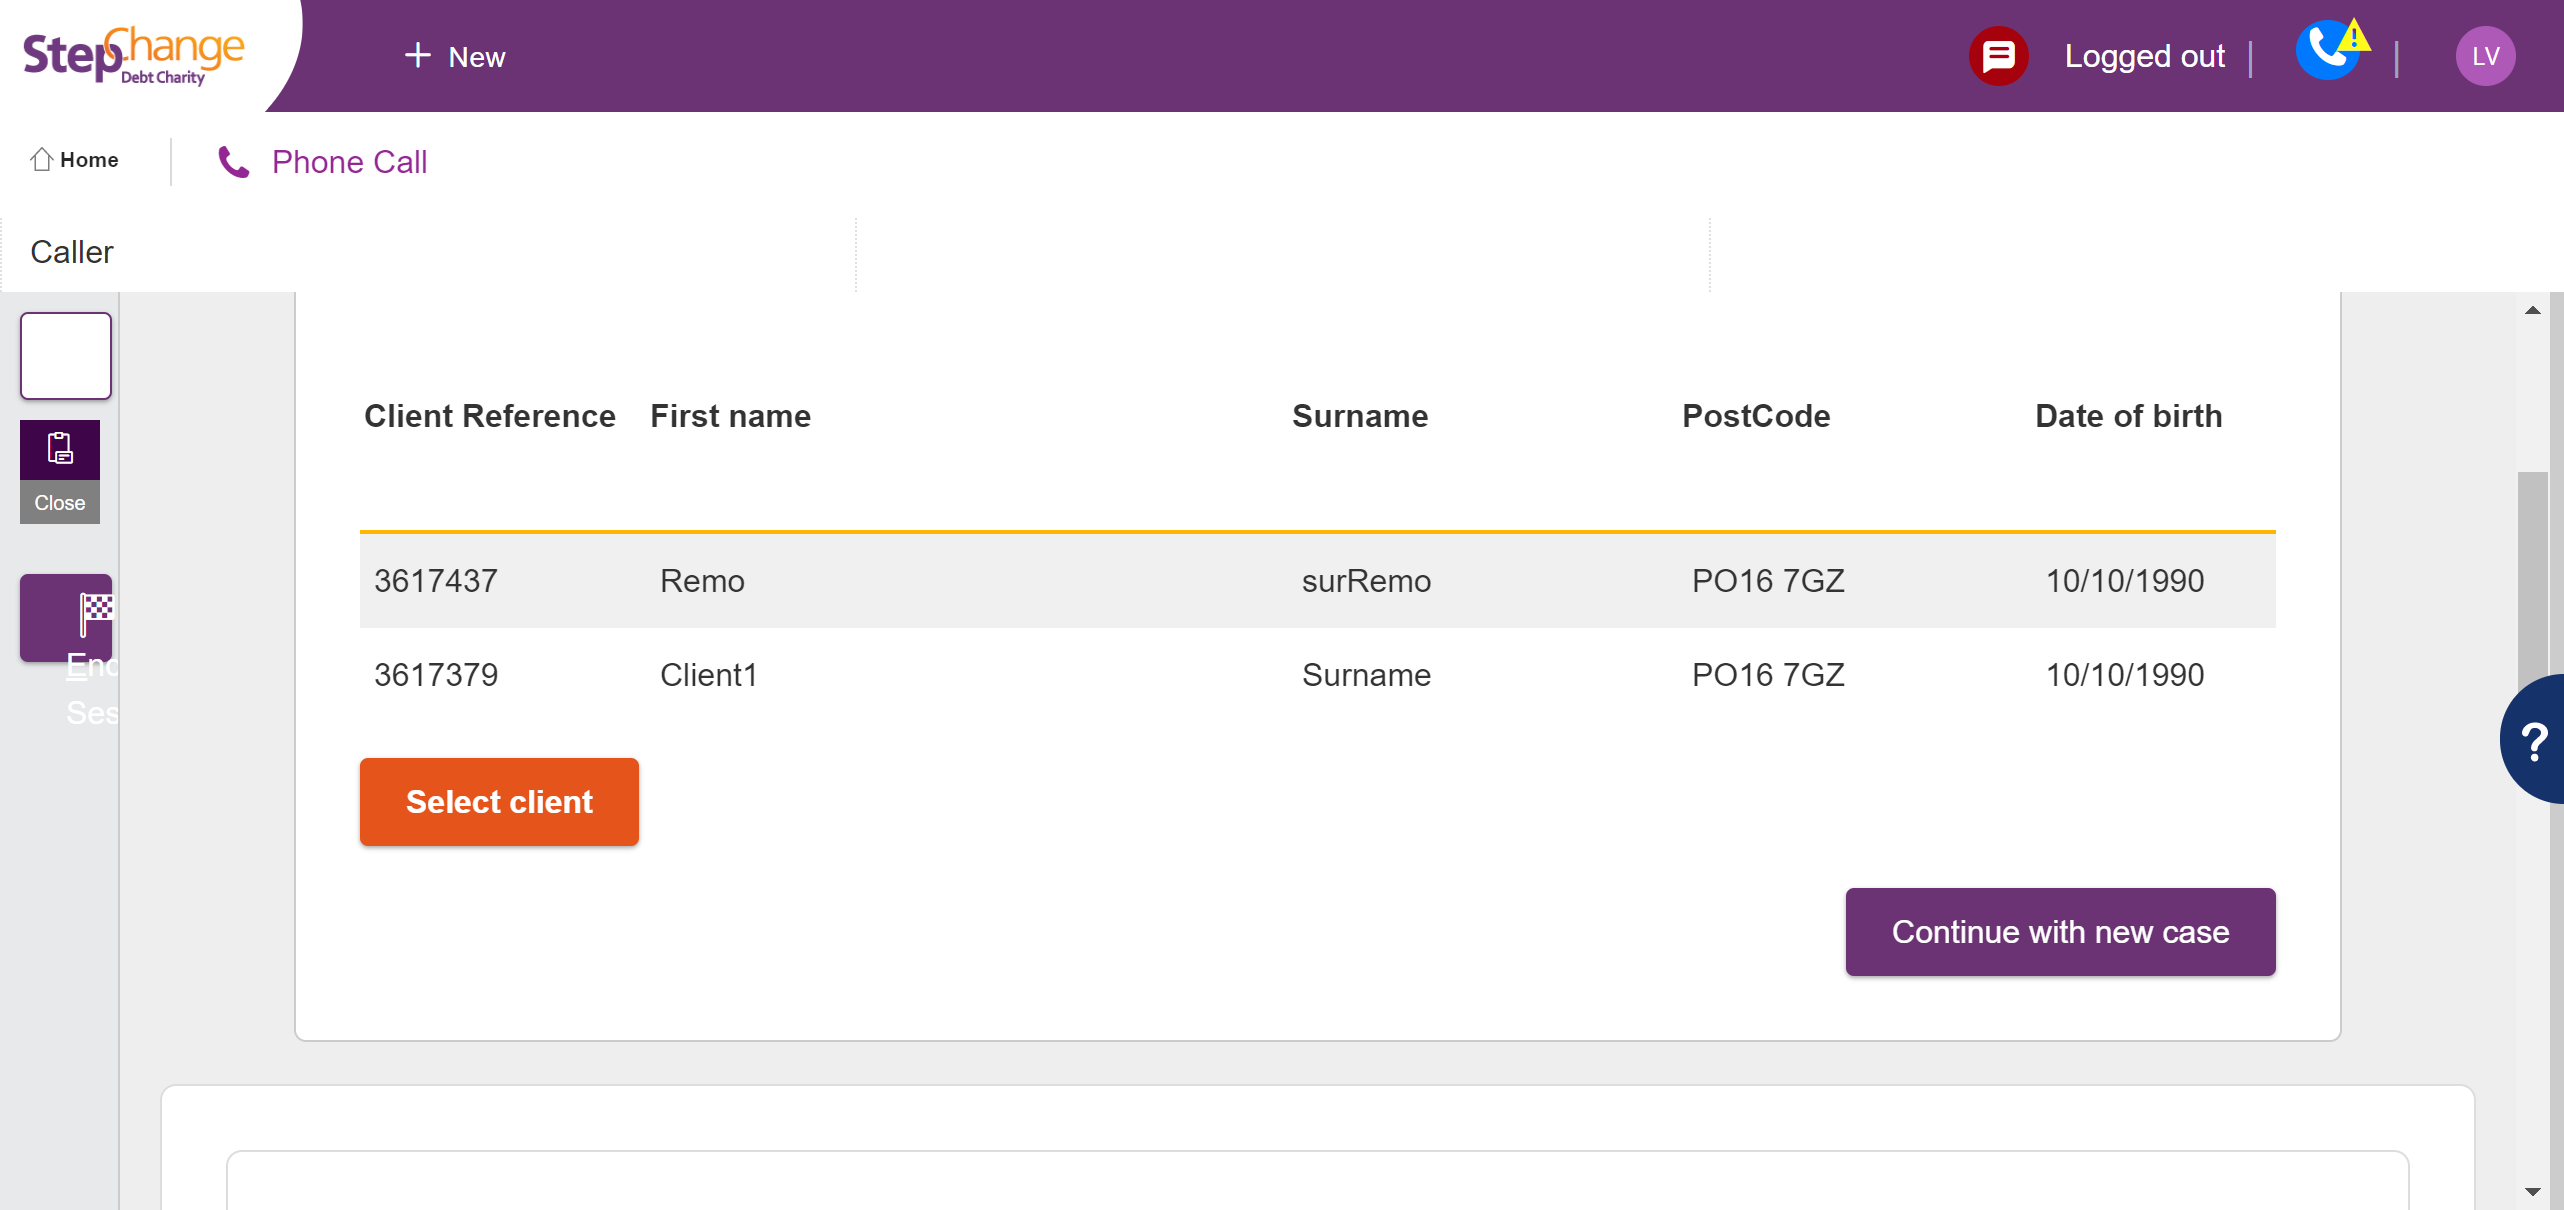 StepChange
Debt Charity
+ New
Logged out
LV
Home
Phone Call
Caller
Close
End
Ses
Client Reference First name Surname PostCode Date of birth
3617437 Remo surRemo PO16 7GZ 10/10/1990
3617379 Client1 Surname PO16 7GZ 10/10/1990
Select client
Continue with new case
?